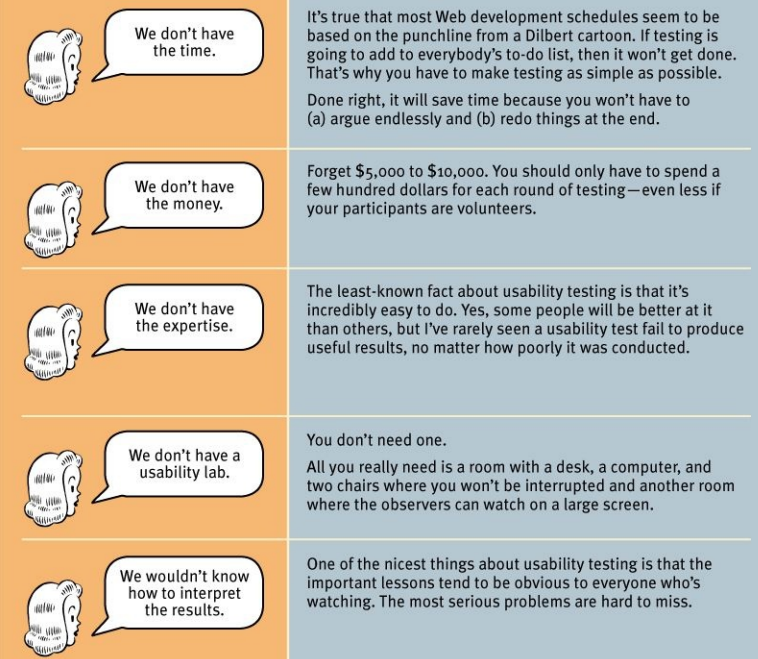 We don't have
the time.
It's true that most Web development schedules seem to be
based on the punchline from a Dilbert cartoon. If testing is
going to add to everybody's to-do list, then it won't get done.
That's why you have to make testing as simple as possible.
Done right, it will save time because you won't have to
(a) argue endlessly and (b) redo things at the end.
We don't have
the money.
Forget $5,000 to $10,000. You should only have to spend a
few hundred dollars for each round of testing—even less if
your participants are volunteers.
We don't have
the expertise.
The least-known fact about usability testing is that it's
incredibly easy to do. Yes, some people will be better at it
than others, but I've rarely seen a usability test fail to produce
useful results, no matter how poorly it was conducted.
We don't have a
usability lab.
You don't need one.
All you really need is a room with a desk, a computer, and
two chairs where you won't be interrupted and another room
where the observers can watch on a large screen.
We wouldn't know
how to interpret
the results.
One of the nicest things about usability testing is that the
important lessons tend to be obvious to everyone who's
watching. The most serious problems are hard to miss.